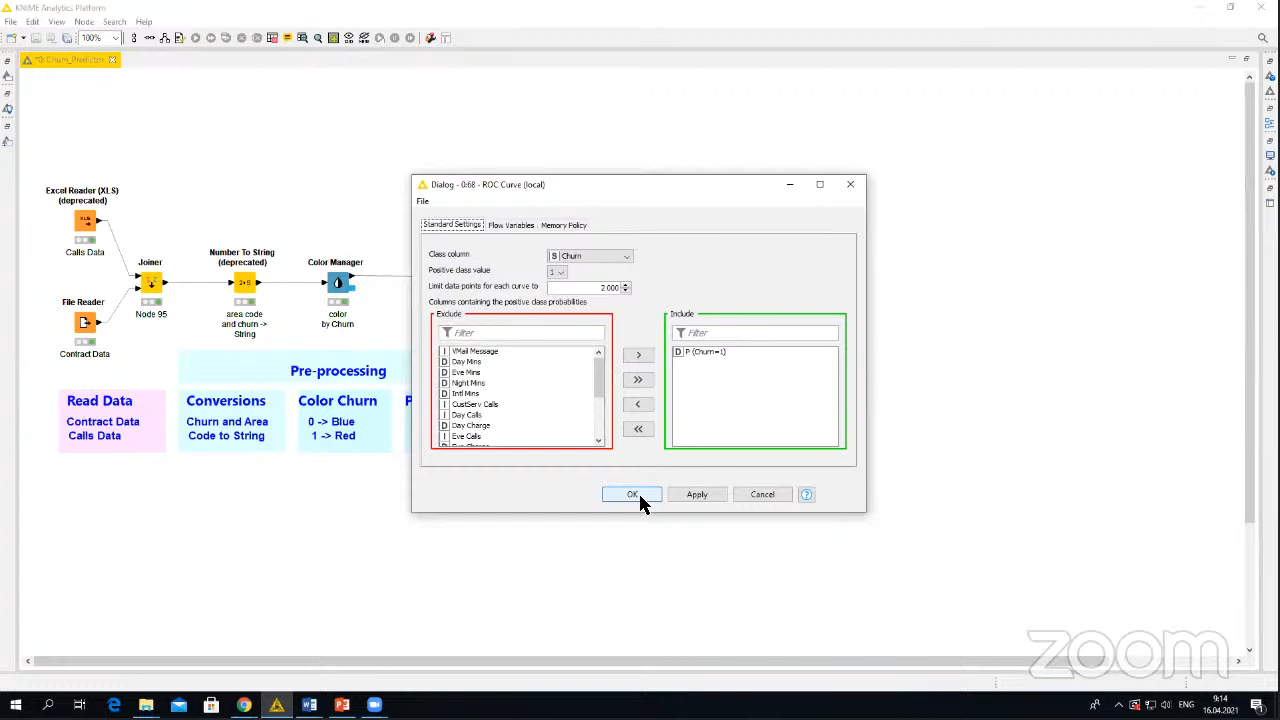 KNIME Analytics Platform
File Edit View Node Search Help
100%
*0: Churn_Predictor
Excel Reader (XLS)
(deprecated)
XLS
Calls Data
File Reader
Contract Data
Joiner
Node 95
Number To String
(deprecated)
2•S
area code
and churn ->
String
Color Manager
color
by Churn
Pre-processing
Read Data
Contract Data
Calls Data
Conversions
Churn and Area
Code to String
Color Churn
0 -> Blue
1 -> Red
P
Dialog - 0:68 - ROC Curve (local)
File
Standard Settings Flow Variables Memory Policy
Class column S Churn
Positive class value 1
Limit data points for each curve to 2 000
Columns containing the positive class probabilities
Exclude
Filter
I VMail Message
D Day Mins
D Eve Mins
D Night Mins
D Intl Mins
I CustServ Calls
I Day Calls
D Day Charge
I Eve Calls
D Eve Charge
> 
>>
<
<<
Include
Filter
D P (Churn=1)
OK Apply Cancel ?
zoom
ENG
9:14
16.04.2021